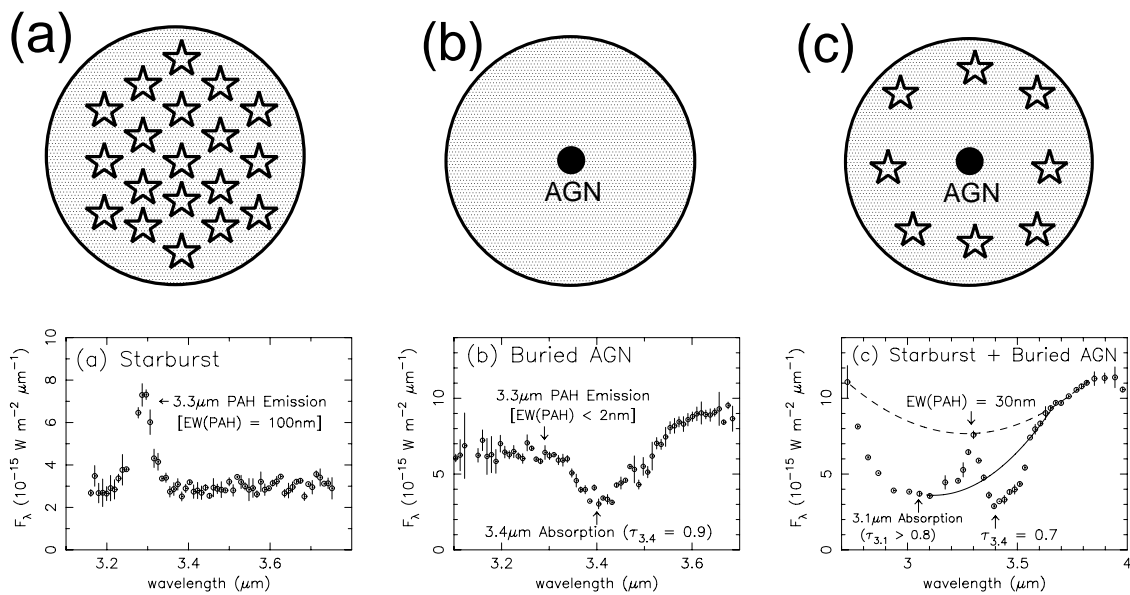 (a)
(b)
(c)
AGN
AGN
(a) Starburst
3.3μm PAH Emission
[EW(PAH) = 100nm]
F_λ (10⁻¹⁵ W m⁻² μm⁻¹)
10
8
6
4
2
0
3.2
3.4
3.6
wavelength (μm)
(b) Buried AGN
3.3μm PAH Emission
[EW(PAH) < 2nm]
3.4μm Absorption (τ₃.₄ = 0.9)
F_λ (10⁻¹⁵ W m⁻² μm⁻¹)
10
5
0
3.2
3.4
3.6
wavelength (μm)
(c) Starburst + Buried AGN
EW(PAH) = 30nm
3.1μm Absorption
(τ₃.₁ > 0.8)
τ₃.₄ = 0.7
F_λ (10⁻¹⁵ W m⁻² μm⁻¹)
10
5
0
3
3.5
4
wavelength (μm)